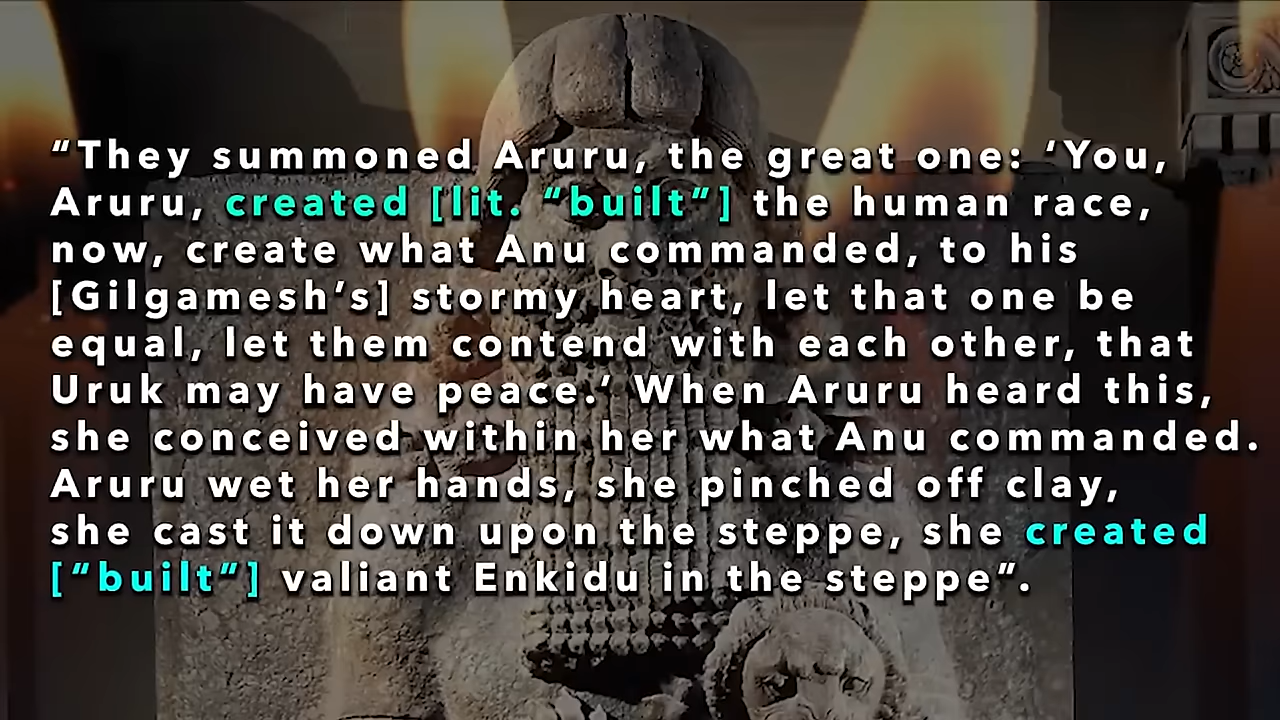 “They summoned Aruru, the great one: ‘You,
Aruru, created [lit. “built“] the human race,
now, create what Anu commanded, to his
[Gilgamesh’s] stormy heart, let that one be
equal, let them contend with each other, that
Uruk may have peace.’ When Aruru heard this,
she conceived within her what Anu commanded.
Aruru wet her hands, she pinched off clay,
she cast it down upon the steppe, she created
[“built“] valiant Enkidu in the steppe”.